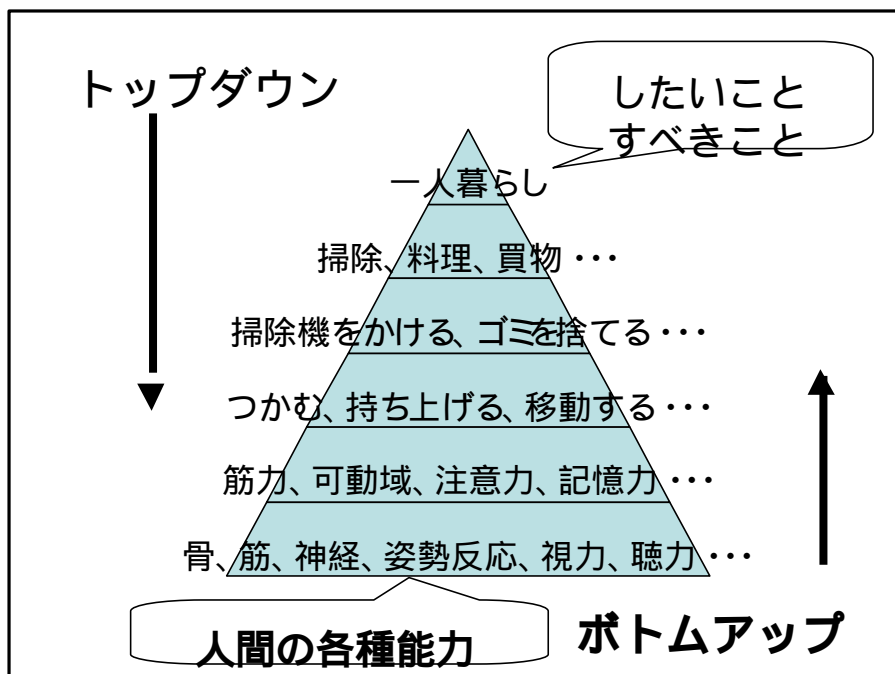 トップダウン
したいこと
すべきこと
一人暮らし
掃除、料理、買物・・・
掃除機をかける、ゴミを捨てる・・・
つかむ、持ち上げる、移動する・・・
筋力、可動域、注意力、記憶力・・・
骨、筋、神経、姿勢反応、視力、聴力・・・
人間の各種能力
ボトムアップ